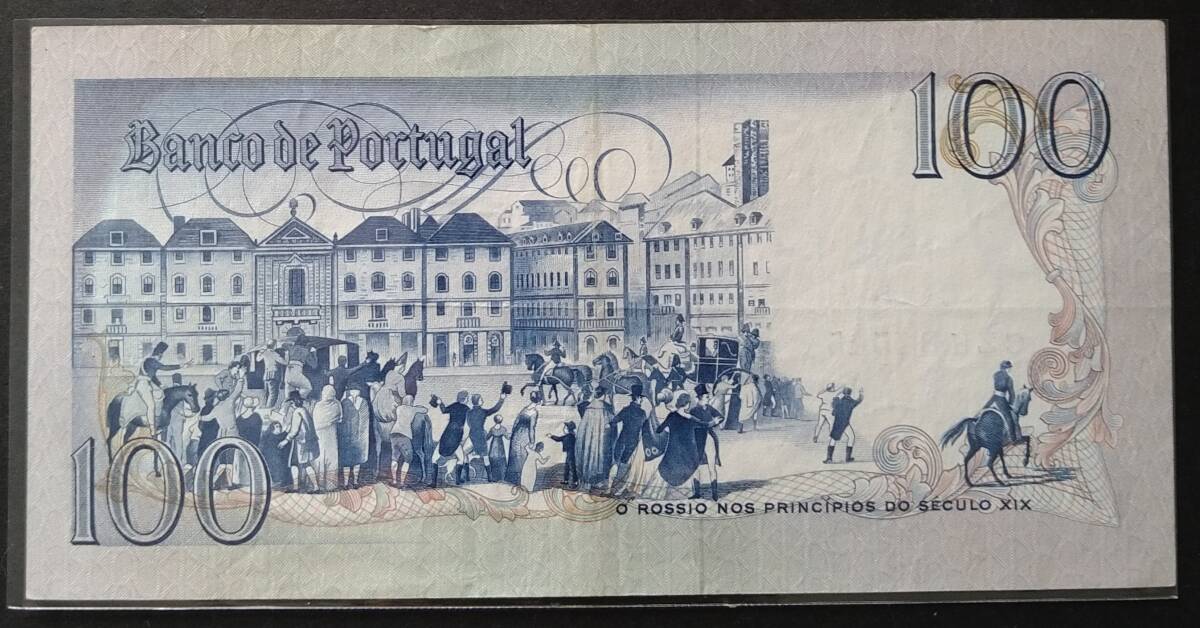 100
Banco de Portugal
100
O ROSSIO NOS PRINCÍPIOS DO SÉCULO XIX